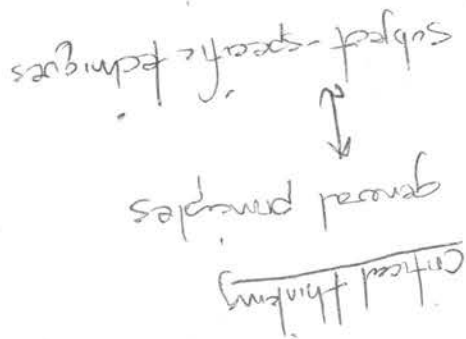 critical thinking
general principles
↕
subject-specific techniques